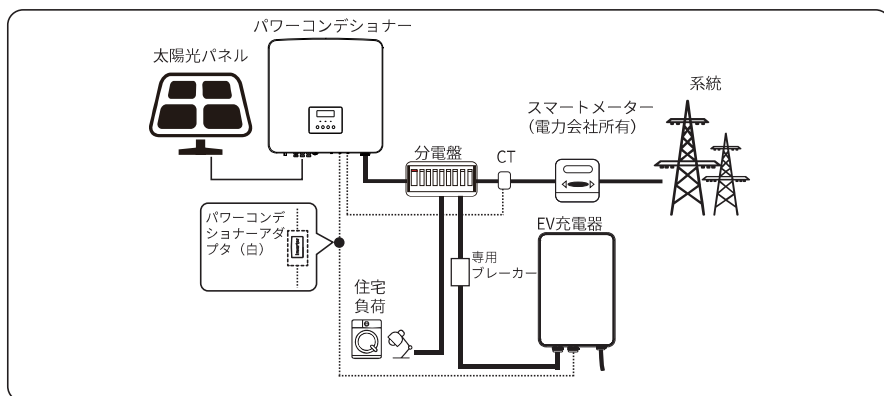 パワーコンデショナー
太陽光パネル
系統
スマートメーター
（電力会社所有）
分電盤
CT
パワーコンデ
ショナーアダ
プタ（白）
EV充電器
専用
ブレーカー
住宅
負荷